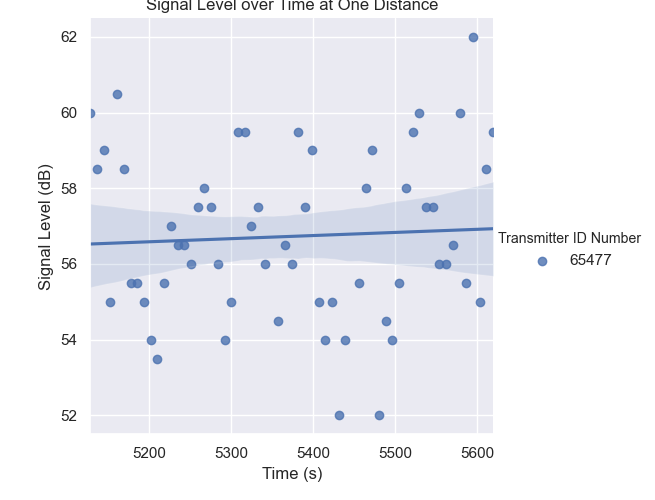 Signal Level over Time at One Distance
62
60
58
56
54
52
Signal Level (dB)
5200 5300 5400 5500 5600
Time (s)
Transmitter ID Number
65477